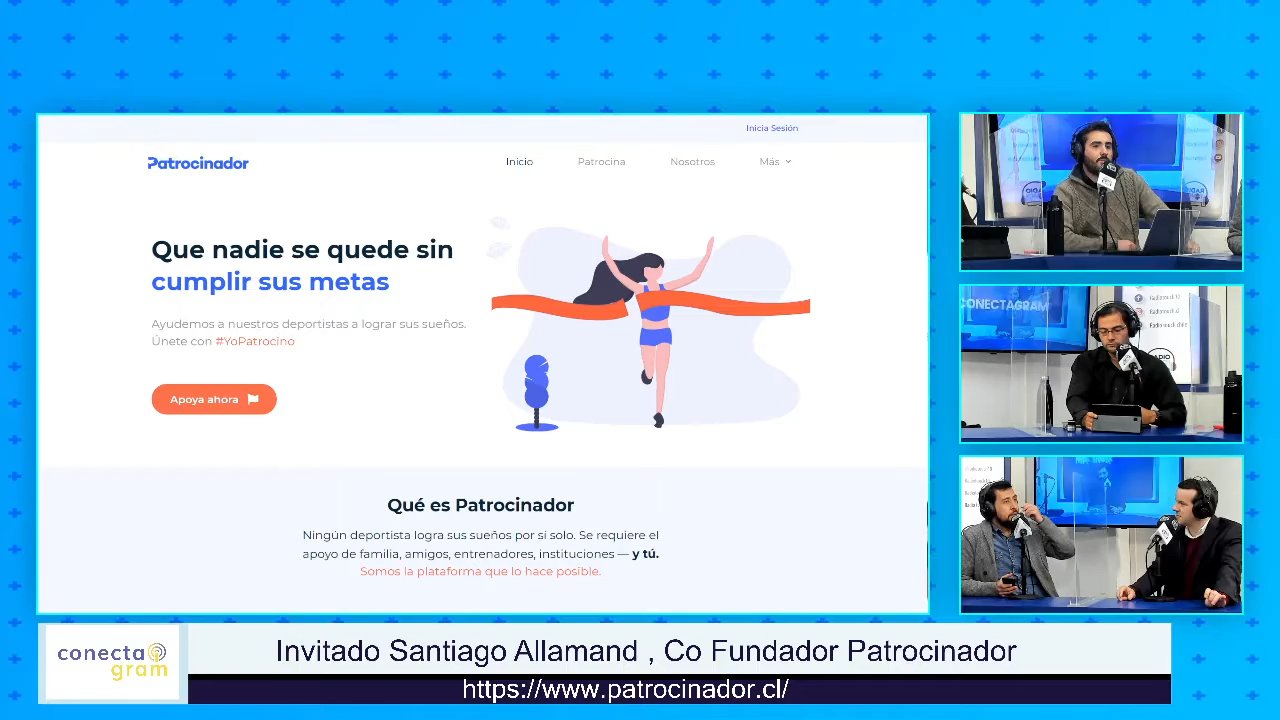 Inicia Sesión
Patrocinador
Inicio
Patrocina
Nosotros
Más
Que nadie se quede sin
cumplir sus metas
Ayudemos a nuestros deportistas a lograr sus sueños.
Únete con #YoPatrocino
Apoya ahora
Qué es Patrocinador
Ningún deportista logra sus sueños por si solo. Se requiere el
apoyo de familia, amigos, entrenadores, instituciones — y tú.
Somos la plataforma que lo hace posible.
CONECTAGRAM
RADIO
conecta
gram
Invitado Santiago Allamand , Co Fundador Patrocinador
https://www.patrocinador.cl/